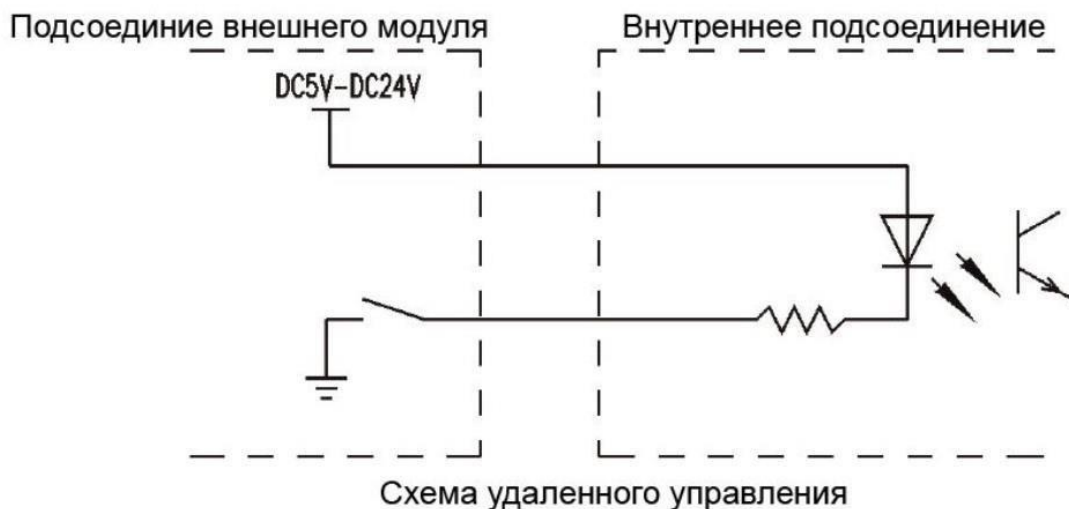 Подсоединие внешнего модуля
Внутреннее подсоединение
DC5V-DC24V
Схема удаленного управления